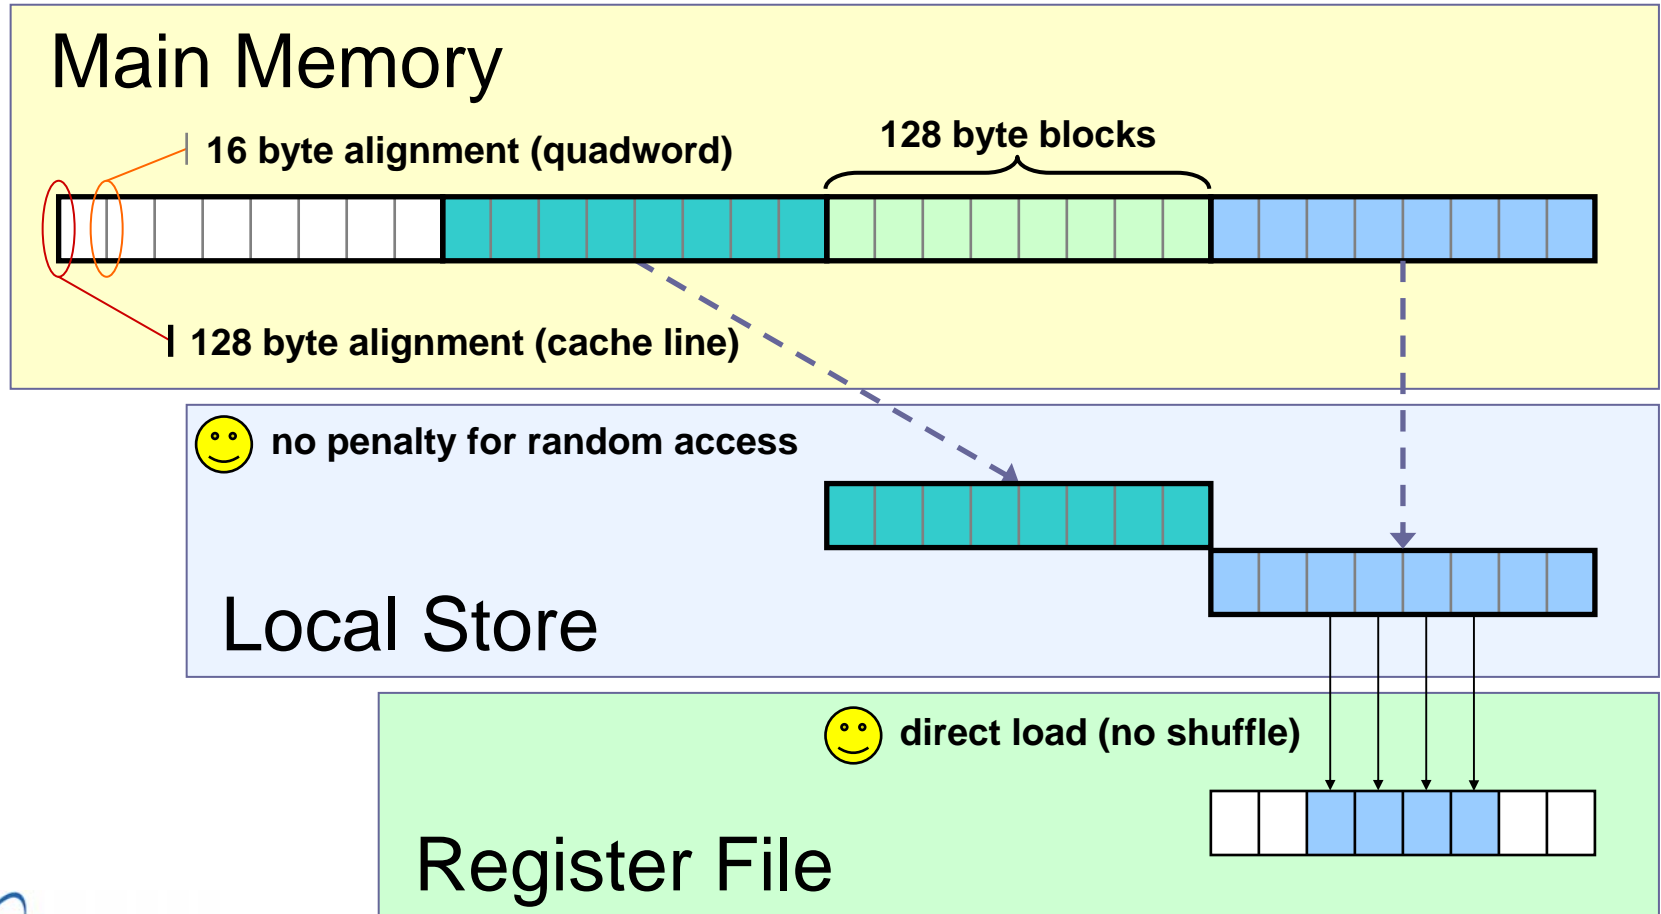 Main Memory
16 byte alignment (quadword)
128 byte blocks
128 byte alignment (cache line)
no penalty for random access
Local Store
direct load (no shuffle)
Register File